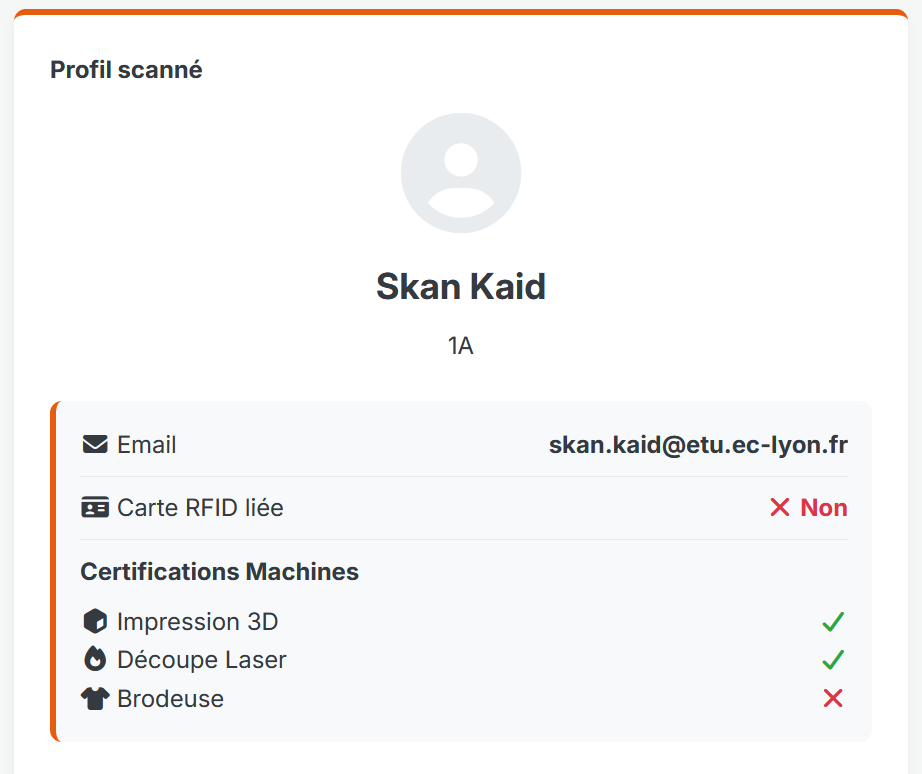 Profil scanné
Skan Kaid
1A
Email skan.kaid@etu.ec-lyon.fr
Carte RFID liée Non
Certifications Machines
Impression 3D
Découpe Laser
Brodeuse